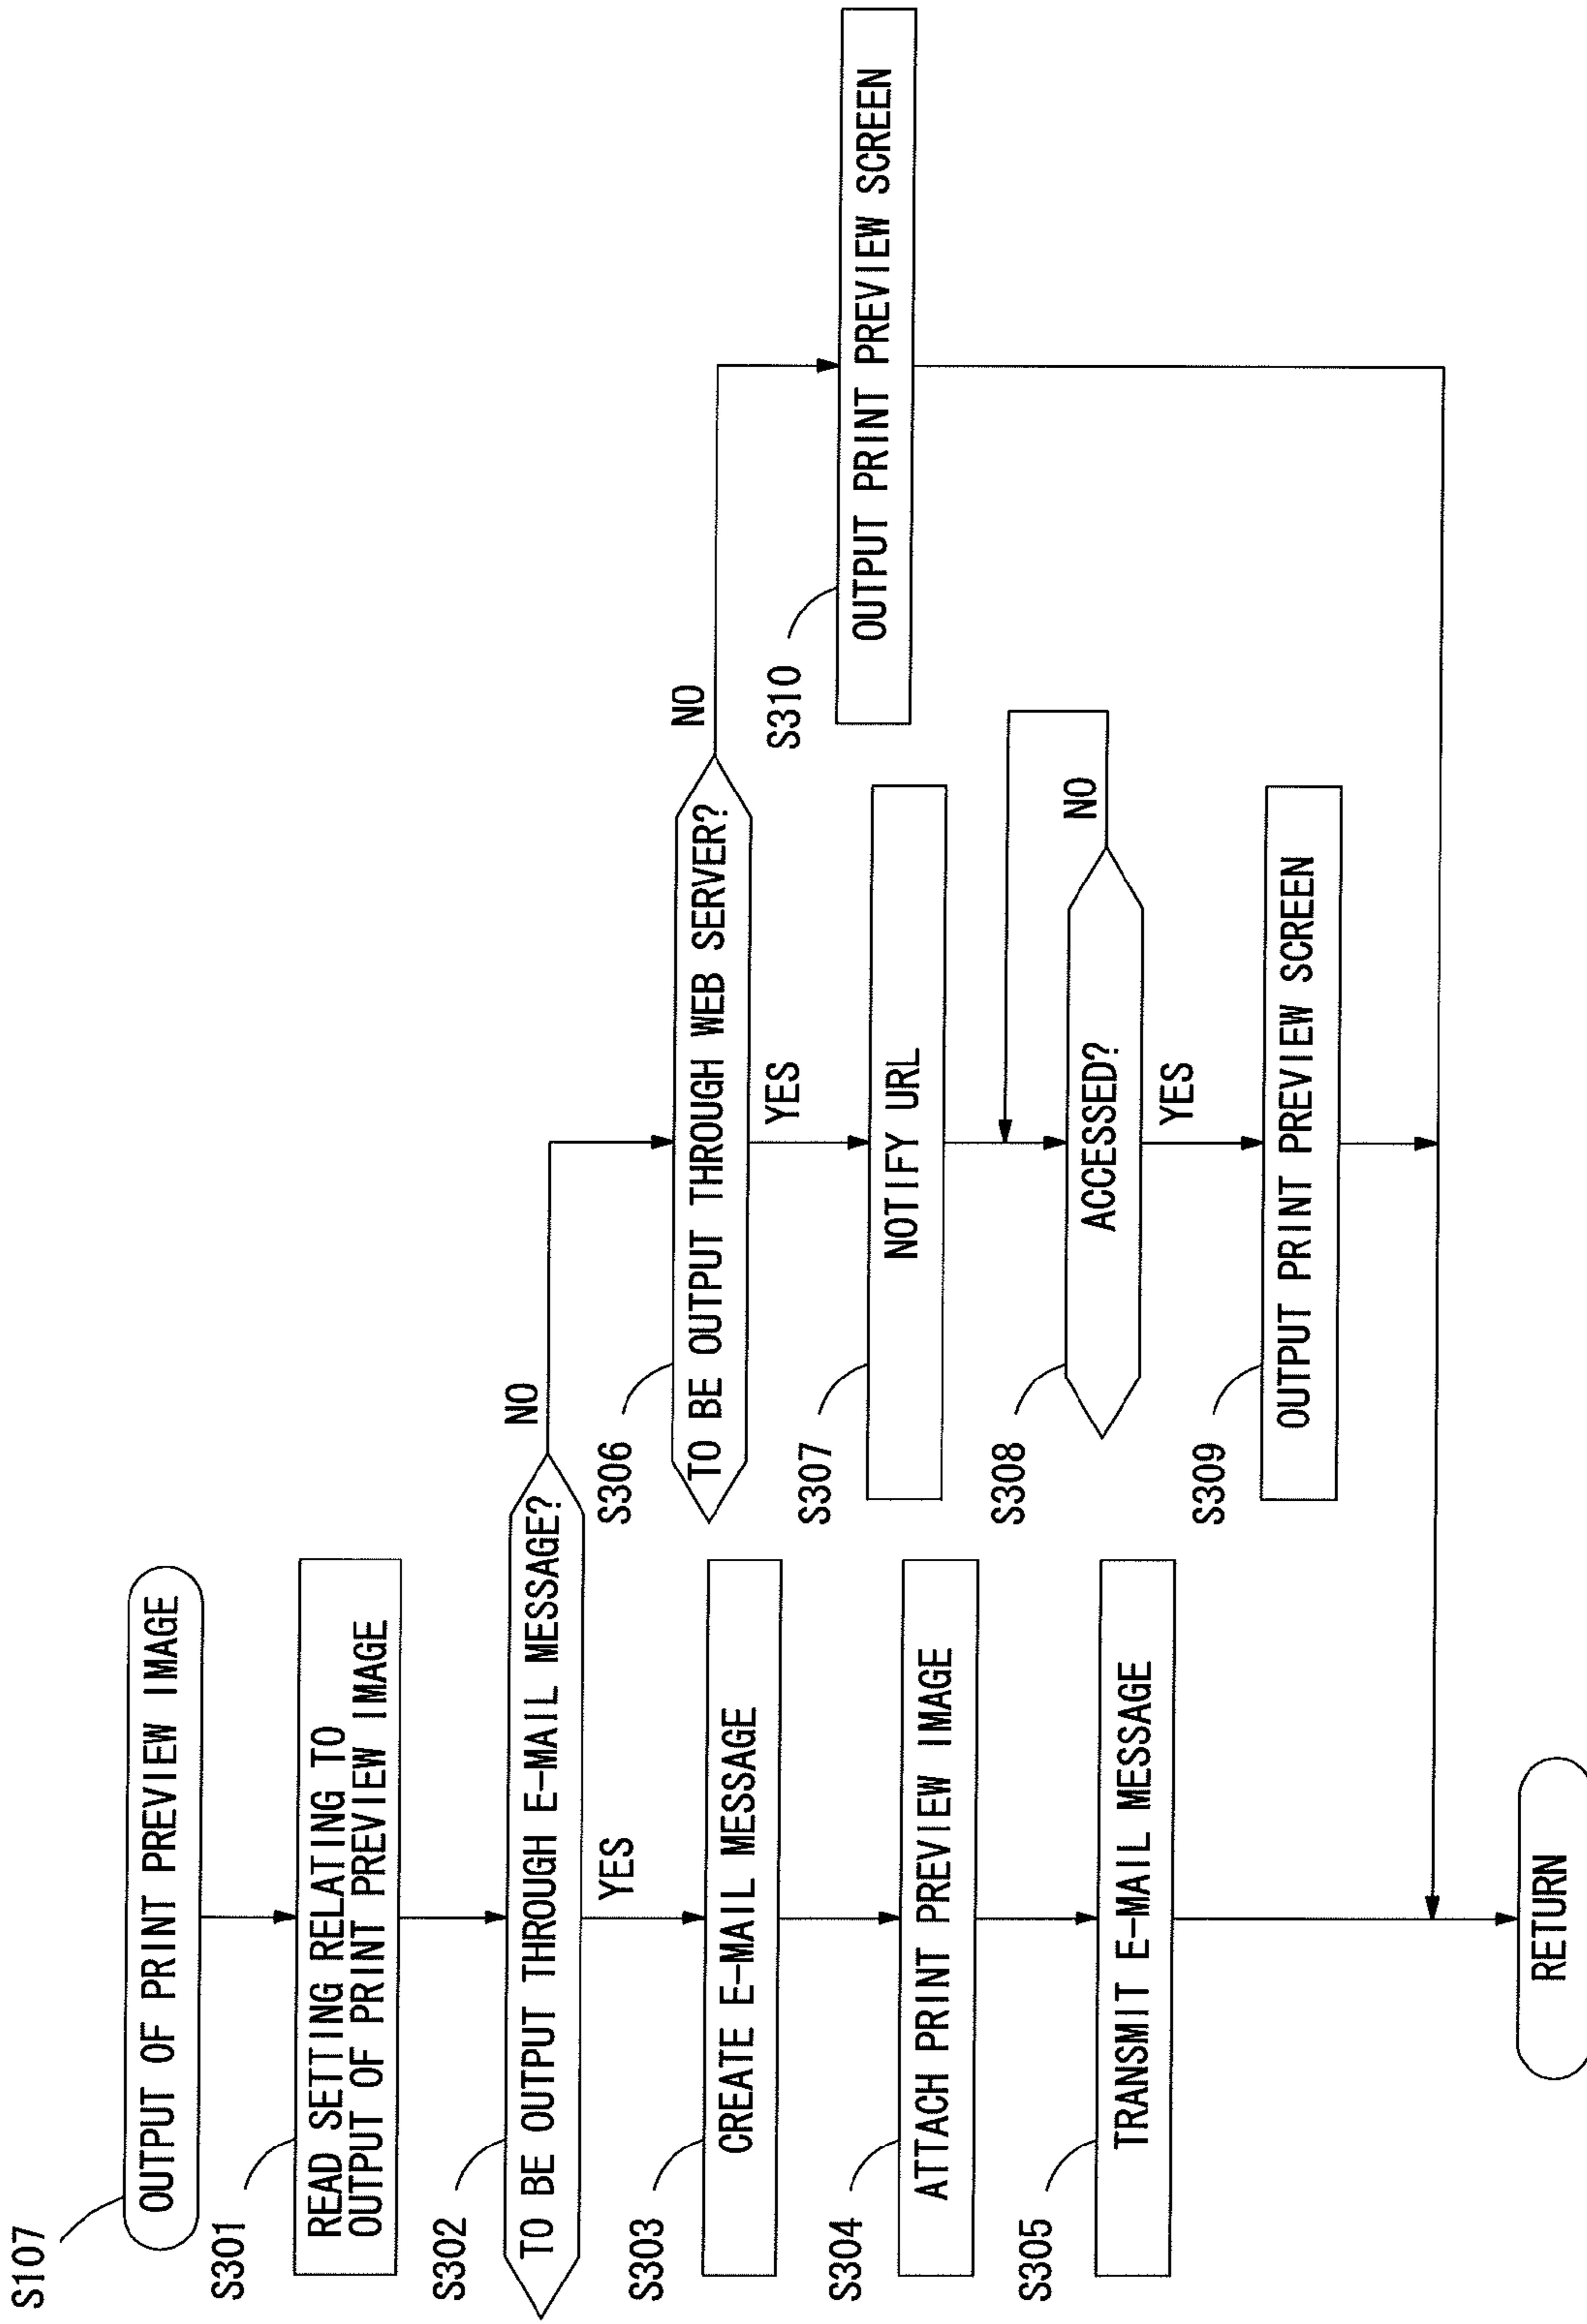 S107
OUTPUT OF PRINT PREVIEW IMAGE
S301
READ SETTING RELATING TO
OUTPUT OF PRINT PREVIEW IMAGE
S302
TO BE OUTPUT THROUGH E-MAIL MESSAGE?
NO
YES
S303
CREATE E-MAIL MESSAGE
S304
ATTACH PRINT PREVIEW IMAGE
S305
TRANSMIT E-MAIL MESSAGE
S306
TO BE OUTPUT THROUGH WEB SERVER?
NO
YES
S307
NOTIFY URL
S308
ACCESSED?
NO
YES
S309
OUTPUT PRINT PREVIEW SCREEN
S310
OUTPUT PRINT PREVIEW SCREEN
RETURN